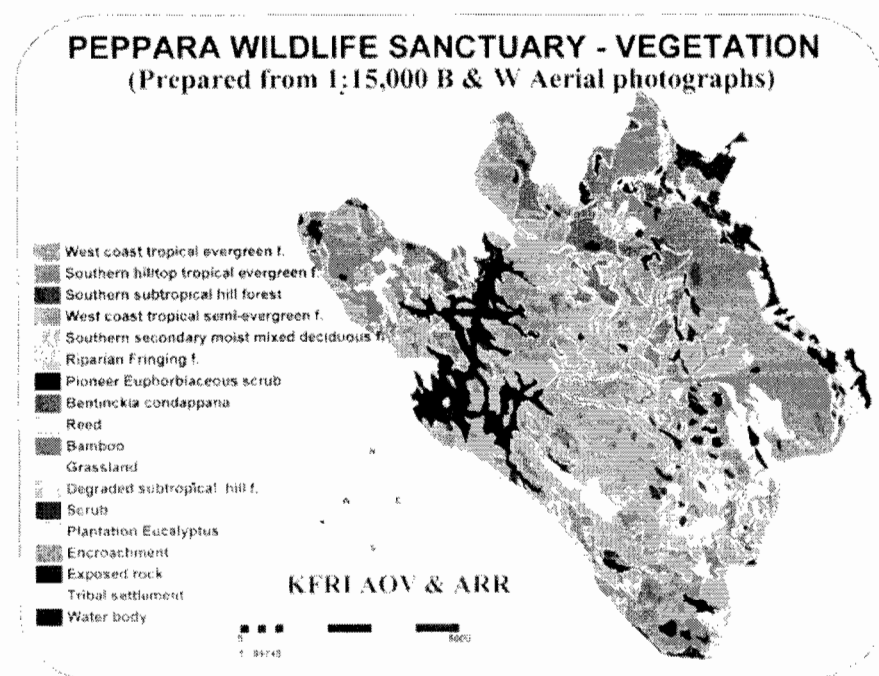 PEPPARA WILDLIFE SANCTUARY - VEGETATION
(Prepared from 1:15,000 B & W Aerial photographs)
West coast tropical evergreen f.
Southern hilltop tropical evergreen f.
Southern subtropical hill forest
West coast tropical semi-evergreen f.
Southern secondary moist mixed deciduous f.
Riparian Fringing f.
Pioneer Euphorbiaceous scrub
Bentinckia condappana
Reed
Bamboo
Grassland
Degraded subtropical hill f.
Scrub
Plantation Eucalyptus
Encroachment
Exposed rock
Tribal settlement
Water body
N
E
S
KFRI AOV & ARR